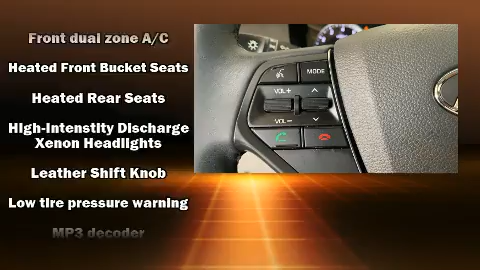 Front dual zone A/C
Heated Front Bucket Seats
Heated Rear Seats
High-Intenstity Discharge
Xenon Headlights
Leather Shift Knob
Low tire pressure warning
MP3 decoder
MODE
VOL +
VOL -